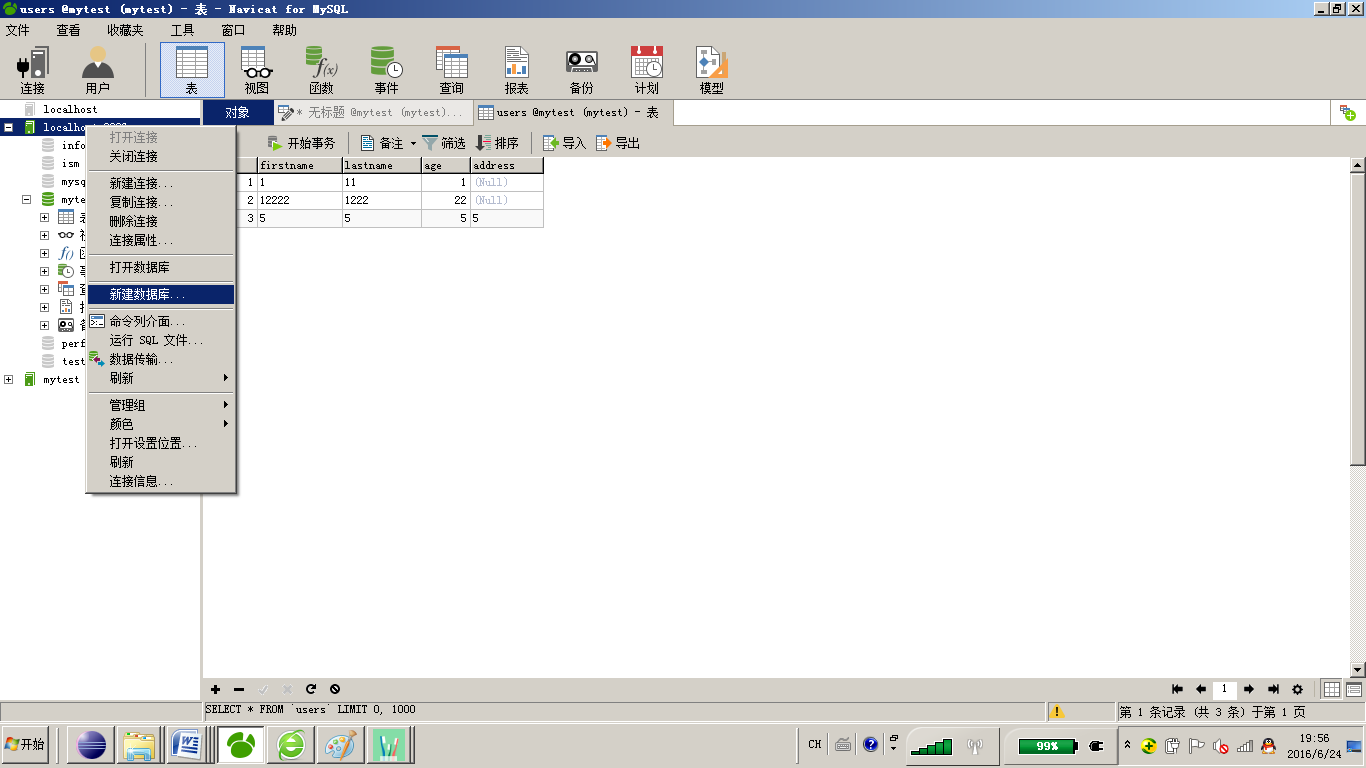 users @mytest (mytest) - 表 - Navicat for MySQL
文件 查看 收藏夹 工具 窗口 帮助
连接 用户 表 视图 函数 事件 查询 报表 备份 计划 模型
对象 * 无标题 @mytest (mytest)... users @mytest (mytest) - 表
开始事务 备注 筛选 排序 导入 导出
localhost
localhost
info
ism
mysq
myte
perf
test
mytest
打开连接
关闭连接
新建连接...
复制连接...
删除连接
连接属性...
打开数据库
新建数据库...
命令列介面...
运行 SQL 文件...
数据传输...
刷新
管理组
颜色
打开设置位置...
刷新
连接信息...
firstname lastname age address
1 1 11 1 (Null)
2 12222 1222 22 (Null)
3 5 5 5 5
1
SELECT * FROM `users` LIMIT 0, 1000
第 1 条记录 (共 3 条) 于第 1 页
开始
CH
99%
19:56
2016/6/24